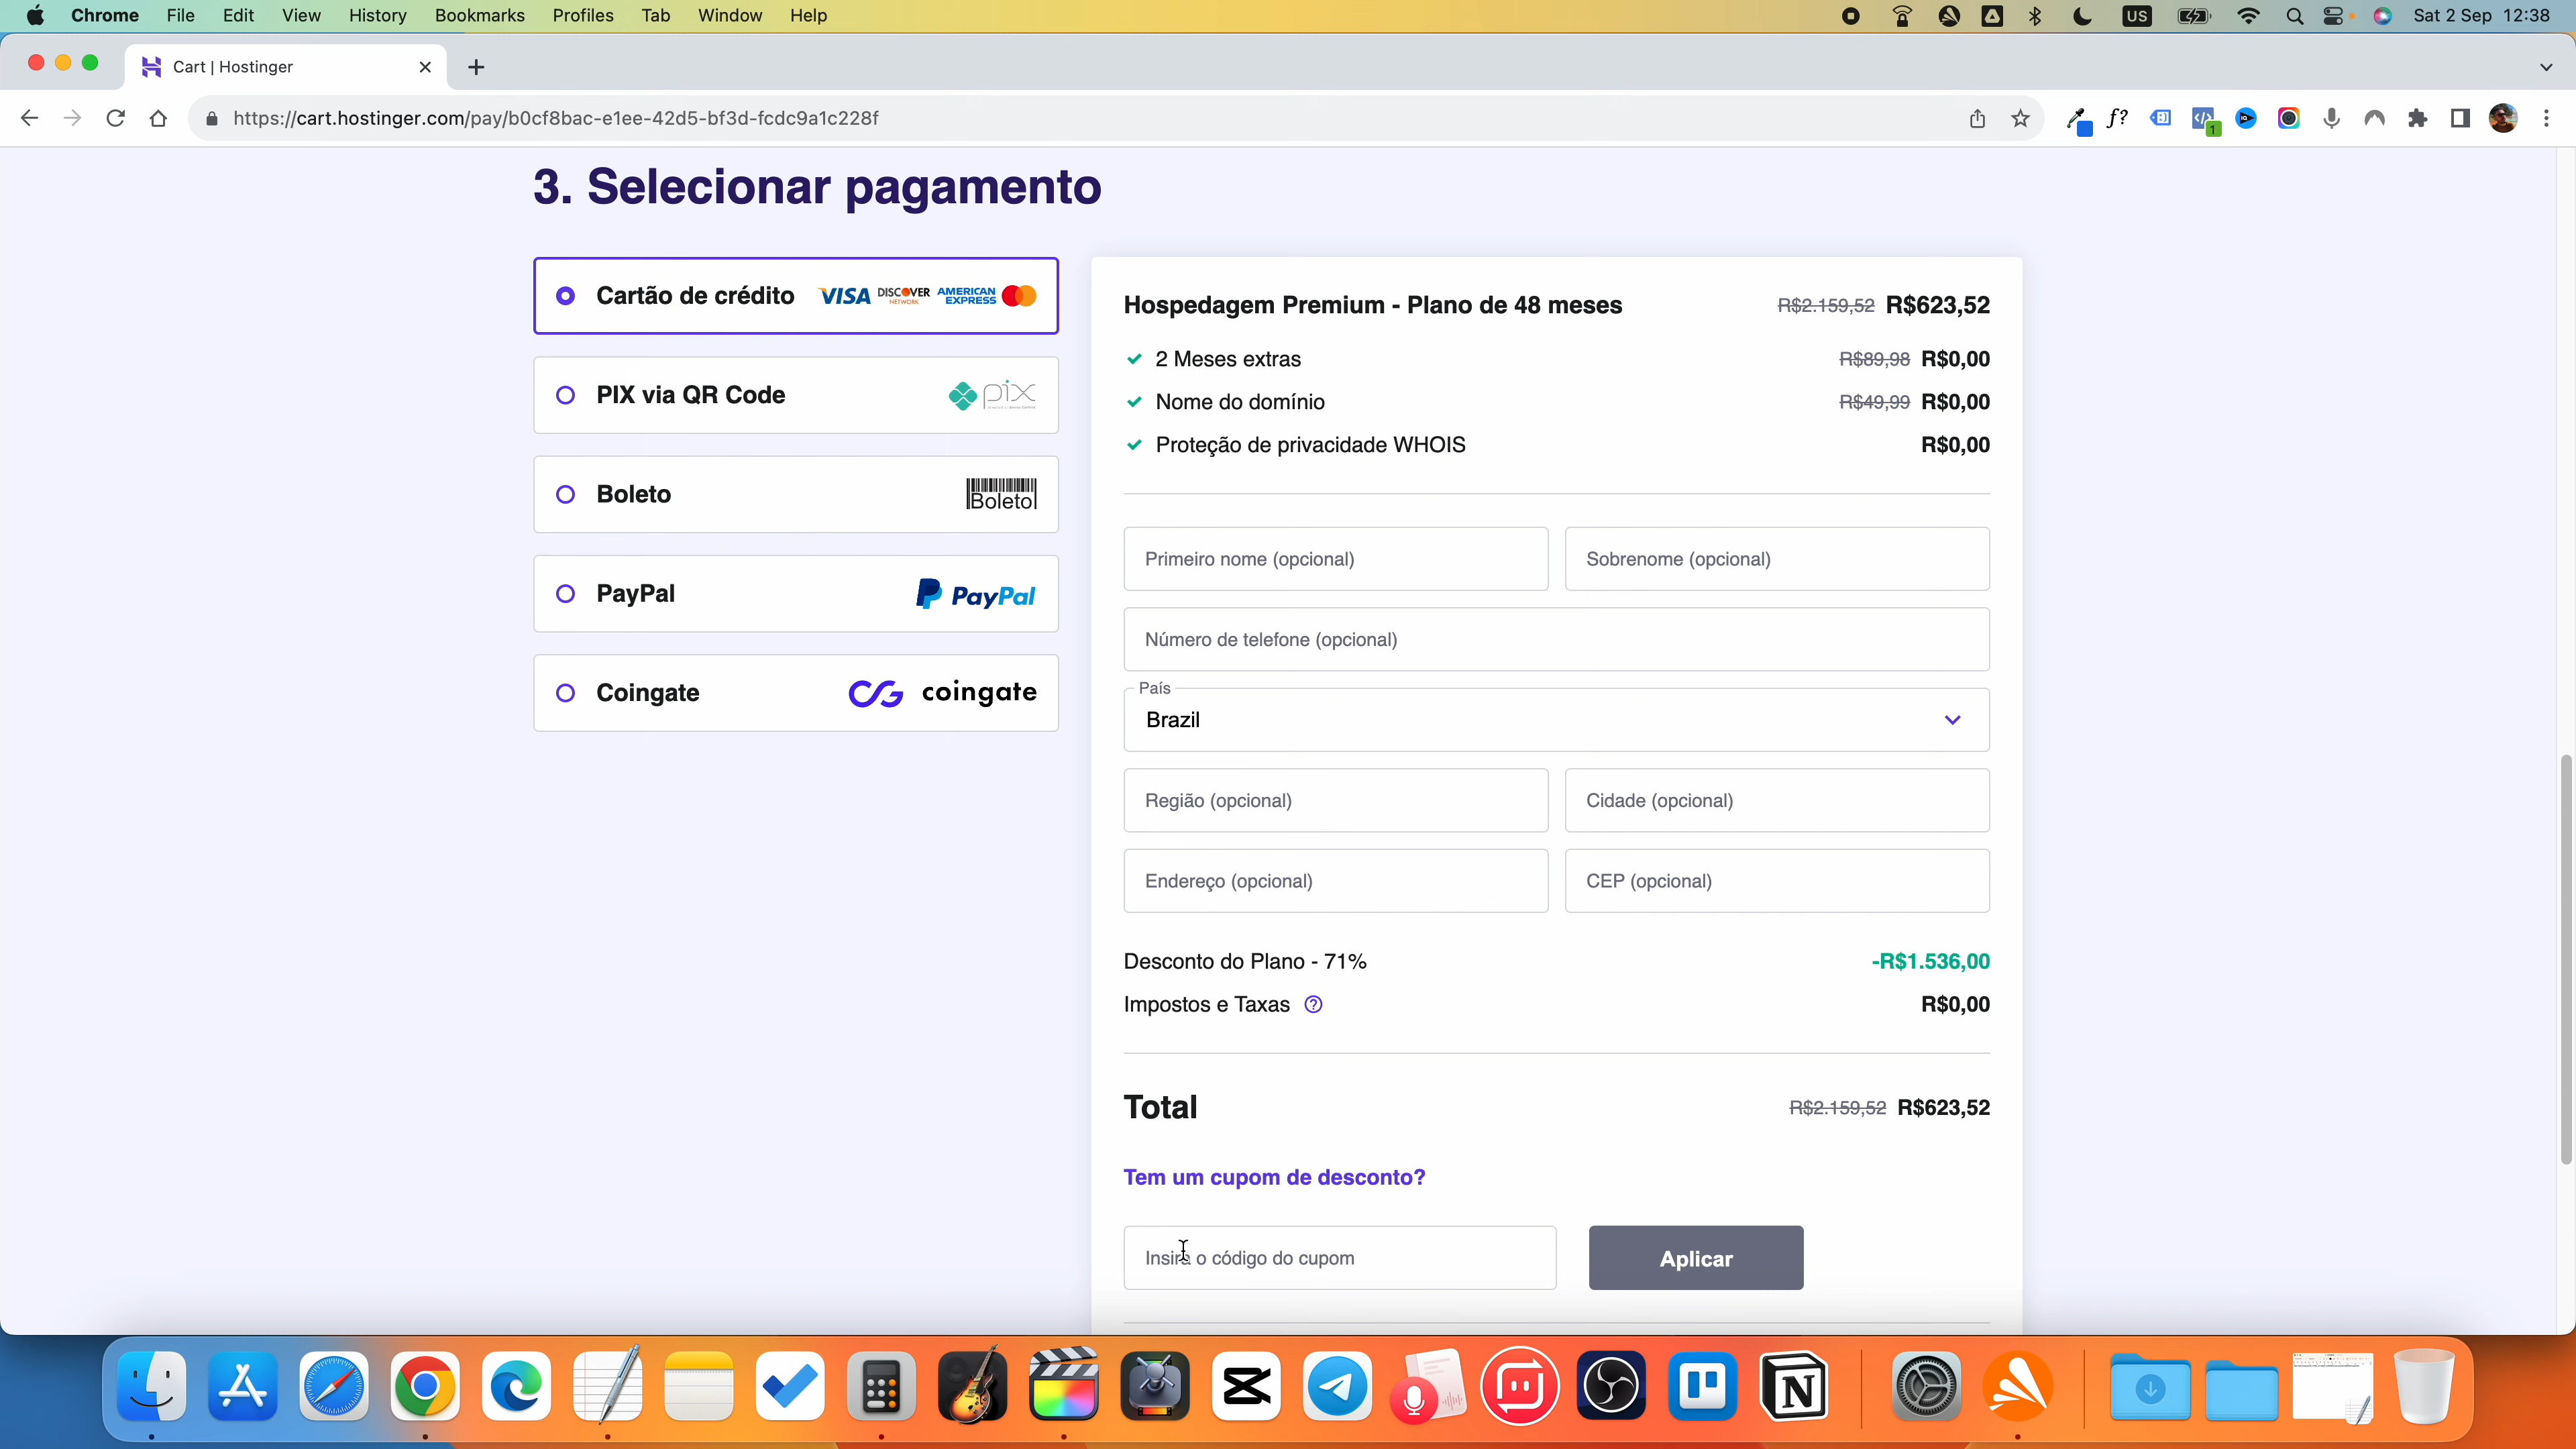 Chrome File Edit View History Bookmarks Profiles Tab Window Help
US
Sat 2 Sep 12:38
Cart | Hostinger
https://cart.hostinger.com/pay/b0cf8bac-e1ee-42d5-bf3d-fcdc9a1c228f
f?
1
3. Selecionar pagamento
Cartão de crédito VISA DISCOVER NETWORK AMERICAN EXPRESS
PIX via QR Code pix
Boleto Boleto
PayPal PayPal
Coingate coingate
Hospedagem Premium - Plano de 48 meses R$2.159,52 R$623,52
2 Meses extras R$89,98 R$0,00
Nome do domínio R$49,99 R$0,00
Proteção de privacidade WHOIS R$0,00
Primeiro nome (opcional) Sobrenome (opcional)
Número de telefone (opcional)
País
Brazil
Região (opcional) Cidade (opcional)
Endereço (opcional) CEP (opcional)
Desconto do Plano - 71% -R$1.536,00
Impostos e Taxas R$0,00
Total R$2.159,52 R$623,52
Tem um cupom de desconto?
Insira o código do cupom Aplicar